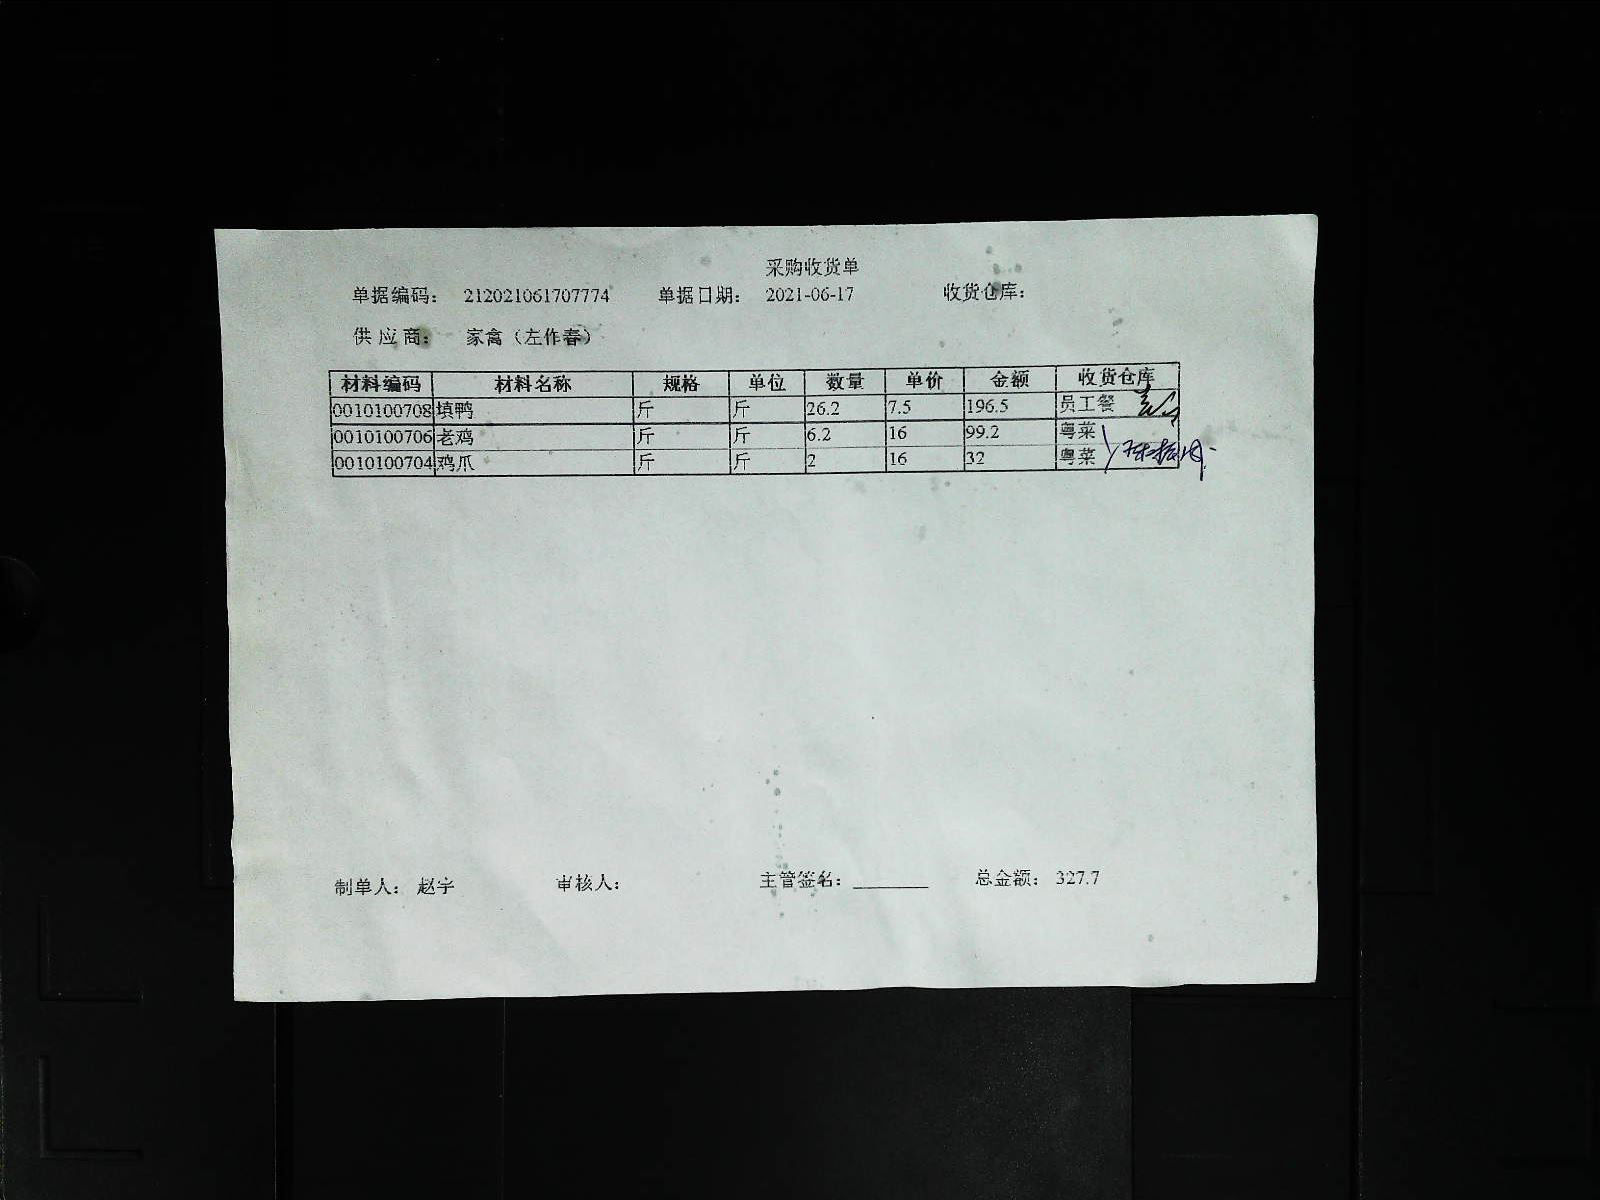 采购收货单
单据编码： 212021061707774 单据日期： 2021-06-17 收货仓库：
供 应 商： 家禽（左作春）
材料编码 材料名称 规格 单位 数量 单价 金额 收货仓库
0010100708 填鸭 斤 斤 26.2 7.5 196.5 员工餐
0010100706 老鸡 斤 斤 6.2 16 99.2 粤菜
0010100704 鸡爪 斤 斤 2 16 32 粤菜
制单人： 赵宇 审核人： 主管签名：________ 总金额： 327.7